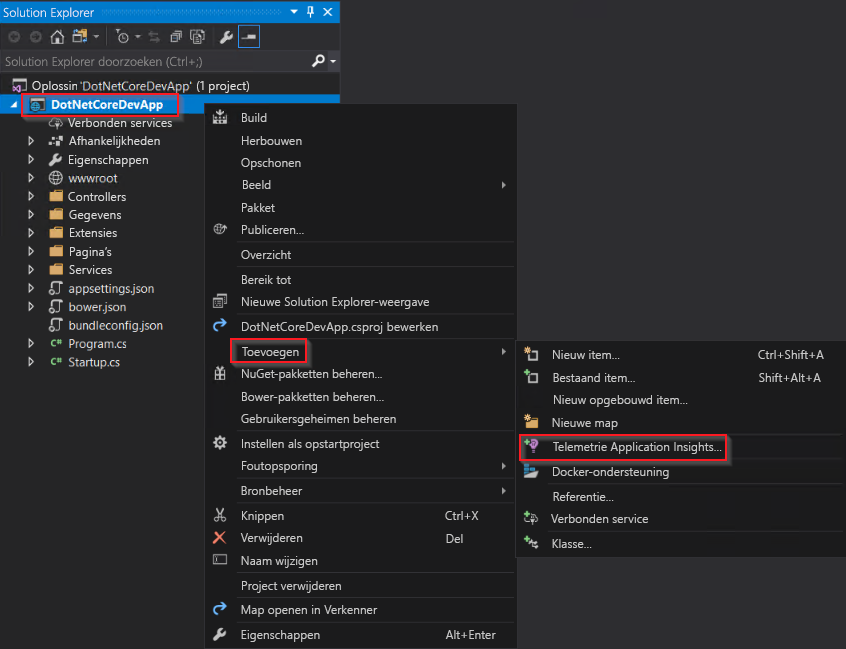 Solution Explorer
Solution Explorer doorzoeken (Ctrl+;)
Oplossin 'DotNetCoreDevApp' (1 project)
DotNetCoreDevApp
Verbonden services
Afhankelijkheden
Eigenschappen
wwwroot
Controllers
Gegevens
Extensies
Pagina's
Services
appsettings.json
bower.json
bundleconfig.json
C# Program.cs
C# Startup.cs
Build
Herbouwen
Opschonen
Beeld
Pakket
Publiceren...
Overzicht
Bereik tot
Nieuwe Solution Explorer-weergave
DotNetCoreDevApp.csproj bewerken
Toevoegen
NuGet-pakketten beheren...
Bower-pakketten beheren...
Gebruikersgeheimen beheren
Instellen als opstartproject
Foutopsporing
Bronbeheer
Knippen Ctrl+X
Verwijderen Del
Naam wijzigen
Project verwijderen
Map openen in Verkenner
Eigenschappen Alt+Enter
Nieuw item... Ctrl+Shift+A
Bestaand item... Shift+Alt+A
Nieuw opgebouwd item...
Nieuwe map
Telemetrie Application Insights...
Docker-ondersteuning
Referentie...
Verbonden service
Klasse...